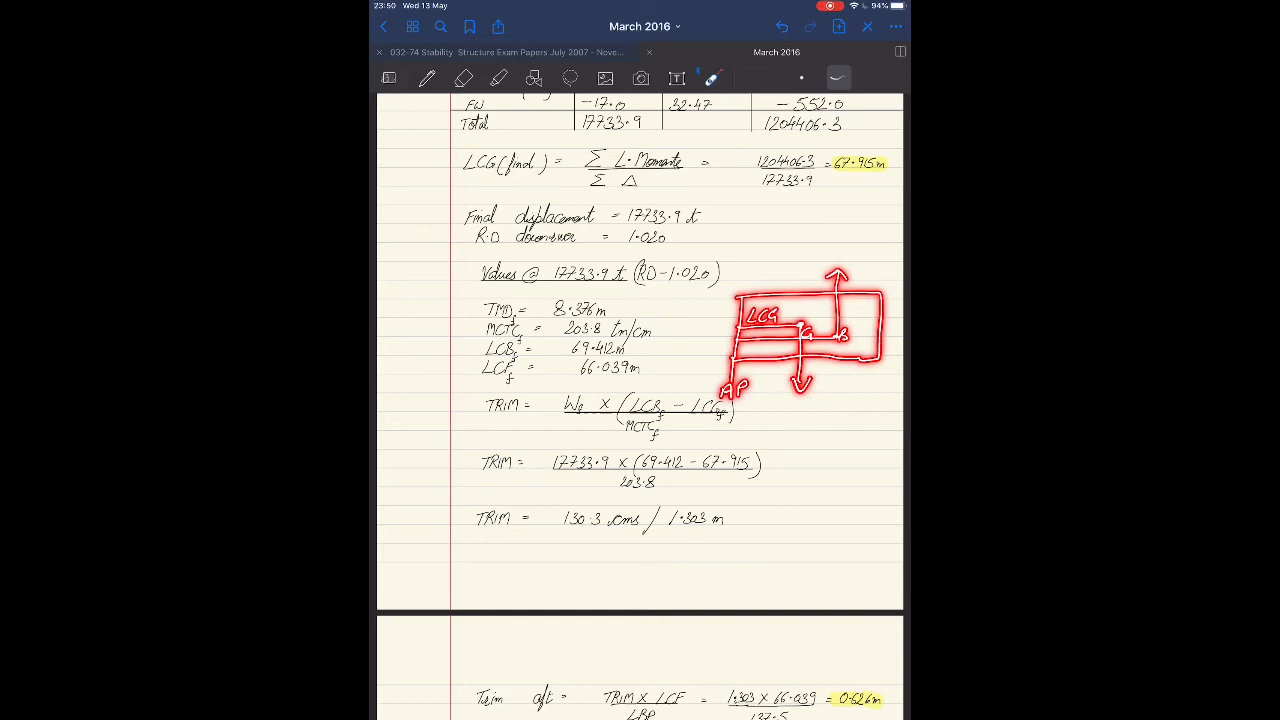 23:50 Wed 13 May
94%
March 2016
032-74 Stability Structure Exam Papers July 2007 - Nove...
March 2016
FW -17.0 32.47 -552.0
Total 17733.9 1204406.3
LCG (final) = Σ L. Moments = 1204406.3 = 67.915m
Σ Δ 17733.9
Final displacement = 17733.9 t
R.D = 1.020
Values @ 17733.9 t (RD-1.020)
TMDf = 8.376m
MCTCf = 203.8 tm/cm
LCBf = 69.412m
LCFf = 66.039m
LCG
G B
AP
TRIM = Wf × (LCBf - LCGf)
MCTCf
TRIM = 17733.9 × (69.412 - 67.915)
203.8
TRIM = 130.3 cms / 1.303 m
Trim aft = TRIM X LCF = 1.303 X 66.039 = 0.626m
LBP 137.5